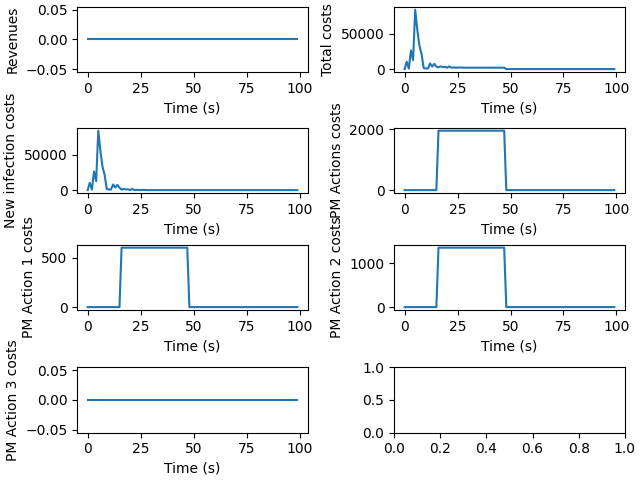 Revenues
0.05
0.00
−0.05
0 25 50 75 100
Time (s)
Total costs
50000
0
0 25 50 75 100
Time (s)
New infection costs
50000
0
0 25 50 75 100
Time (s)
PM Actions costs
2000
0
0 25 50 75 100
Time (s)
PM Action 1 costs
500
0
0 25 50 75 100
Time (s)
PM Action 2 costs
1000
0
0 25 50 75 100
Time (s)
PM Action 3 costs
0.05
0.00
−0.05
0 25 50 75 100
Time (s)
1.0
0.5
0.0
0.0 0.2 0.4 0.6 0.8 1.0